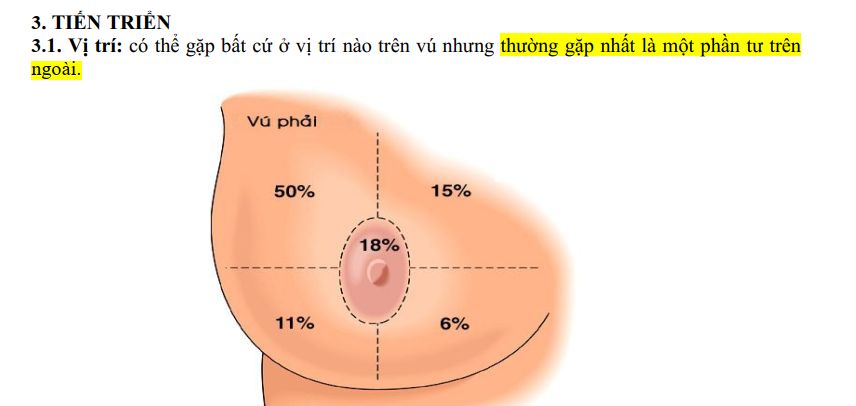 3. TIẾN TRIỂN
3.1. Vị trí: có thể gặp bất cứ ở vị trí nào trên vú nhưng thường gặp nhất là một phần tư trên
ngoài.
Vú phải
50%
15%
18%
11%
6%